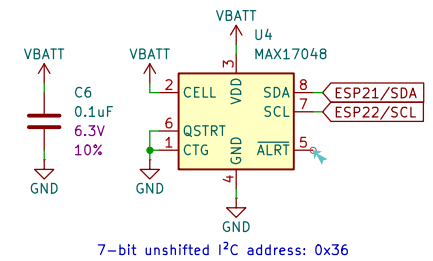 VBATT
U4
MAX17048
VBATT
VBATT
3
C6
0.1uF
6.3V
10%
2
CELL
VDD
SDA
8
ESP21/SDA
SCL
7
ESP22/SCL
6
QSTRT
1
CTG
GND
ALRT
5
4
GND
GND
GND
7-bit unshifted I²C address: 0x36